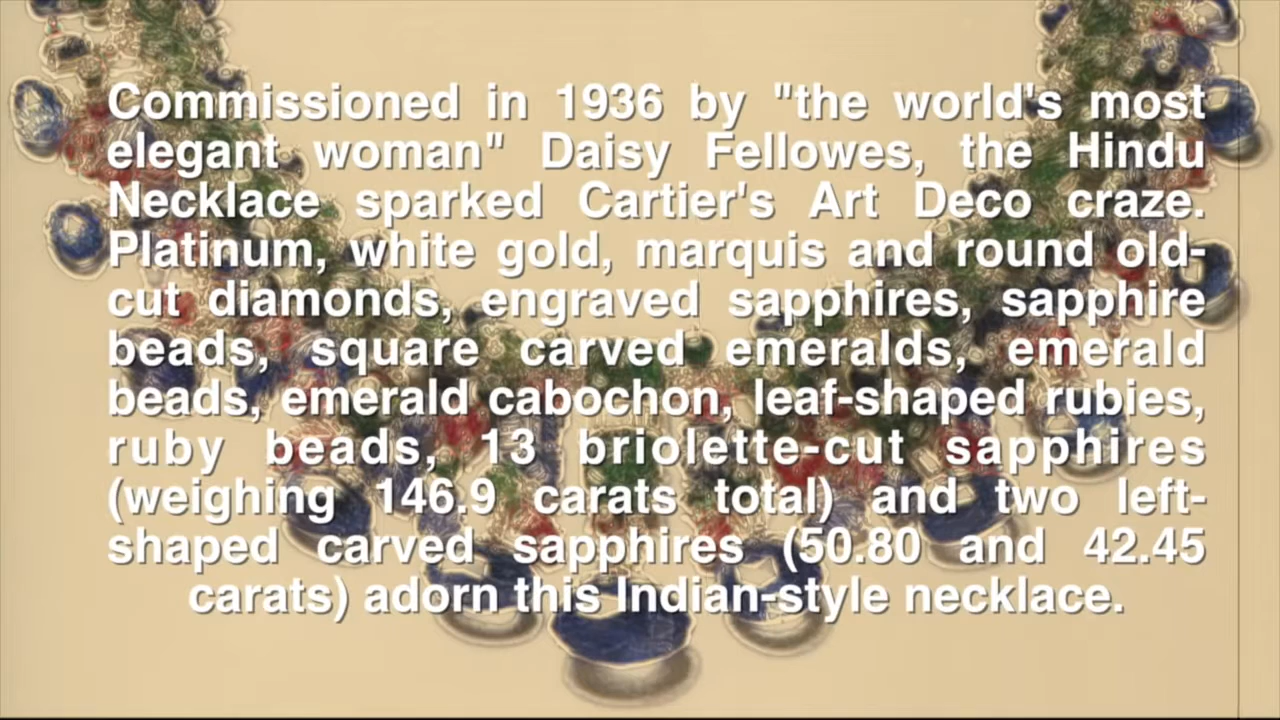 Commissioned in 1936 by "the world's most
elegant woman" Daisy Fellowes, the Hindu
Necklace sparked Cartier's Art Deco craze.
Platinum, white gold, marquis and round old-
cut diamonds, engraved sapphires, sapphire
beads, square carved emeralds, emerald
beads, emerald cabochon, leaf-shaped rubies,
ruby beads, 13 briolette-cut sapphires
(weighing 146.9 carats total) and two left-
shaped carved sapphires (50.80 and 42.45
carats) adorn this Indian-style necklace.